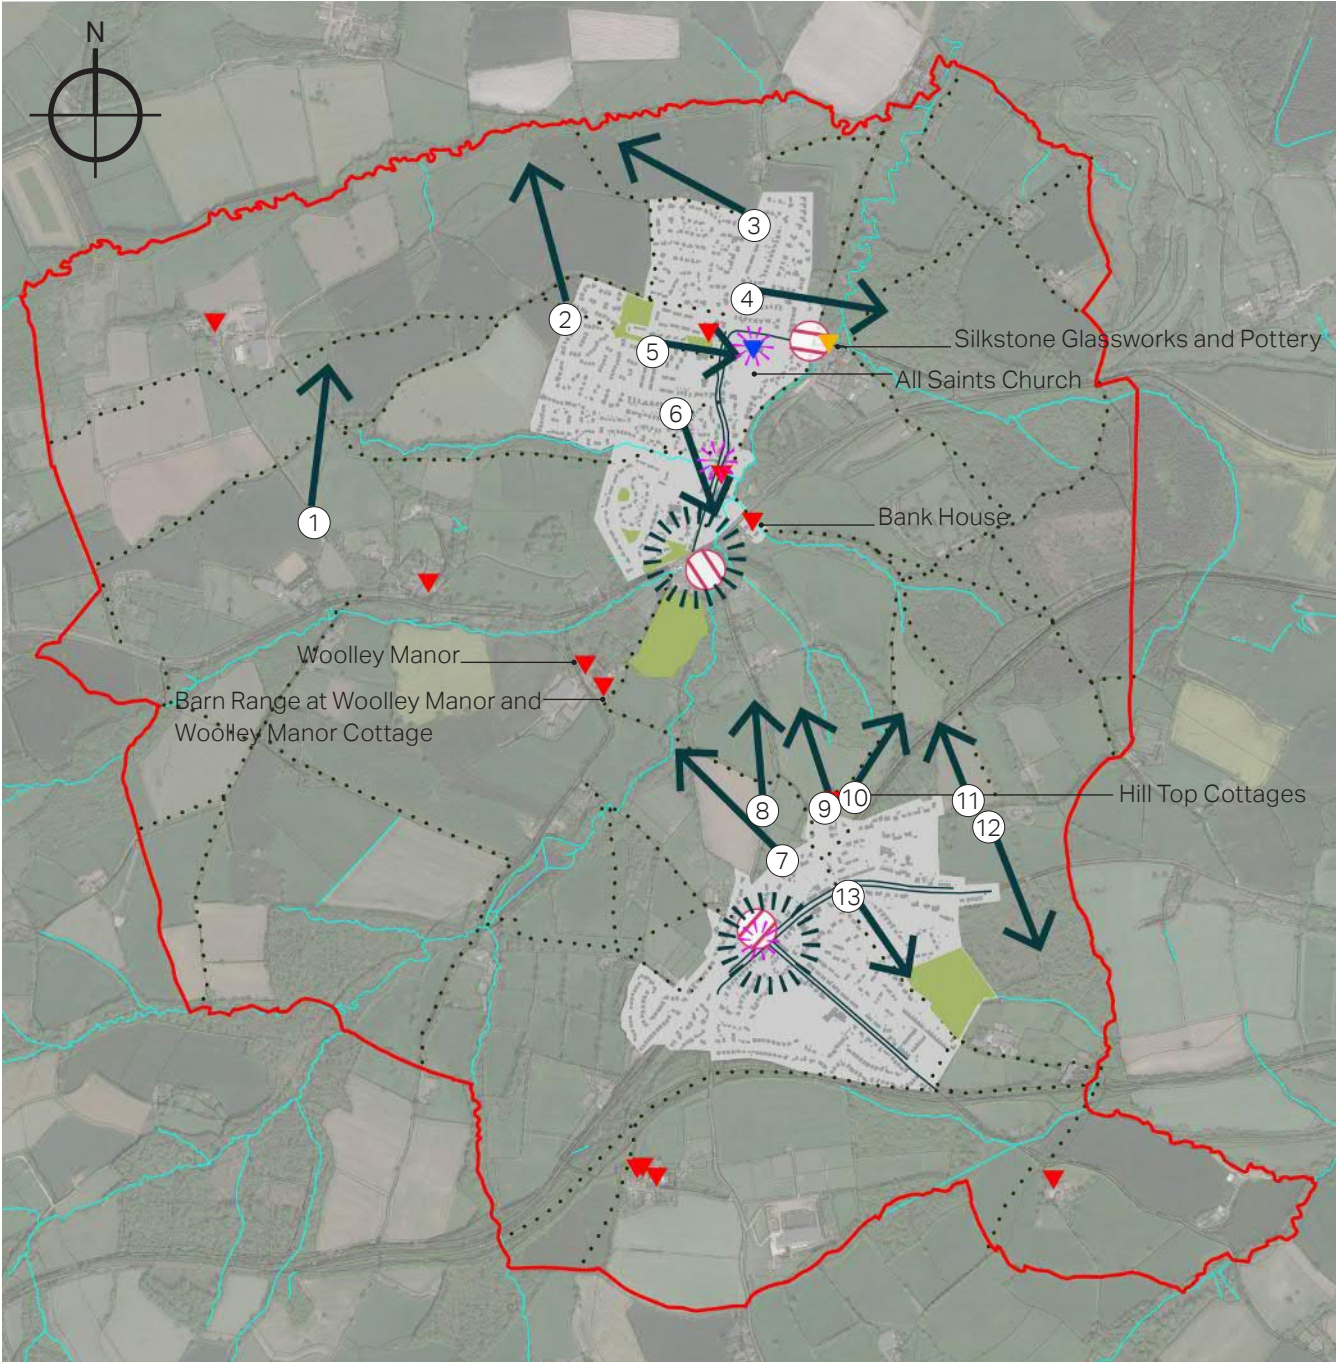 N
3
4
2
Silkstone Glassworks and Pottery
5
All Saints Church
6
Bank House
1
Woolley Manor
Barn Range at Woolley Manor and
Woolley Manor Cottage
Hill Top Cottages
8
9
10
11
12
7
13